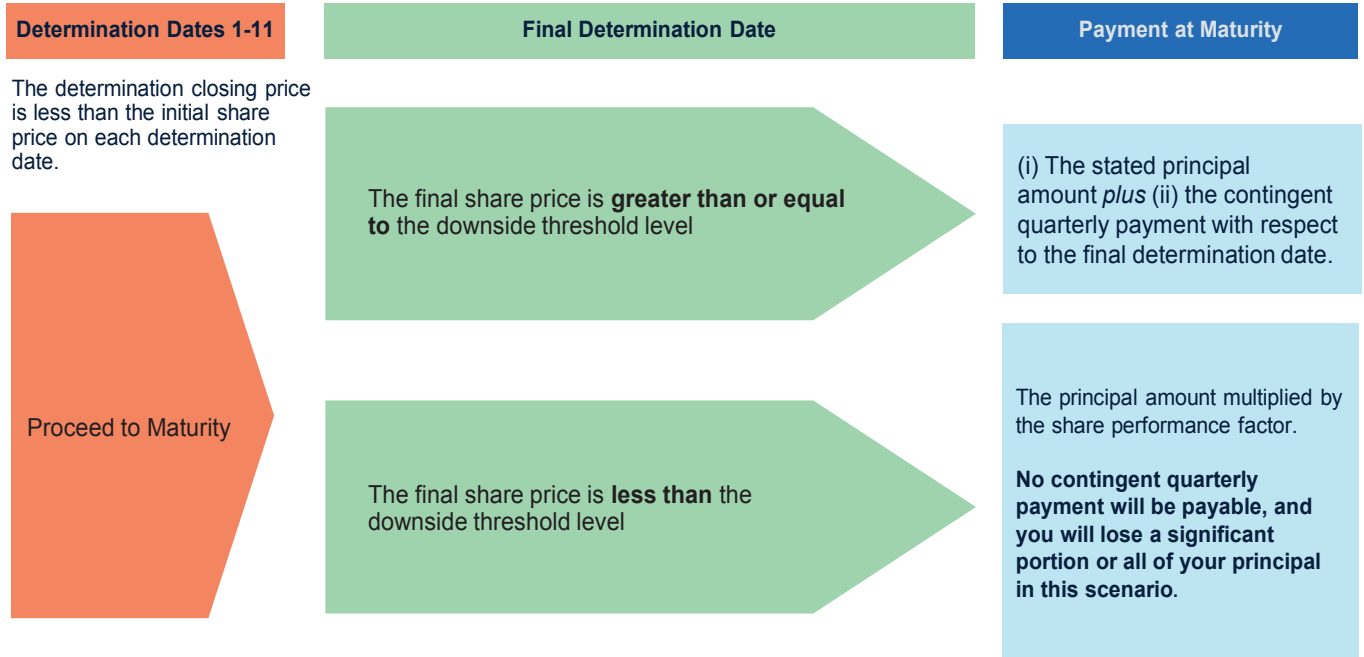 Determination Dates 1-11
Final Determination Date
Payment at Maturity
The determination closing price
is less than the initial share
price on each determination
date.
Proceed to Maturity
The final share price is greater than or equal
to the downside threshold level
(i) The stated principal
amount plus (ii) the contingent
quarterly payment with respect
to the final determination date.
The final share price is less than the
downside threshold level
The principal amount multiplied by
the share performance factor.
No contingent quarterly
payment will be payable, and
you will lose a significant
portion or all of your principal
in this scenario.